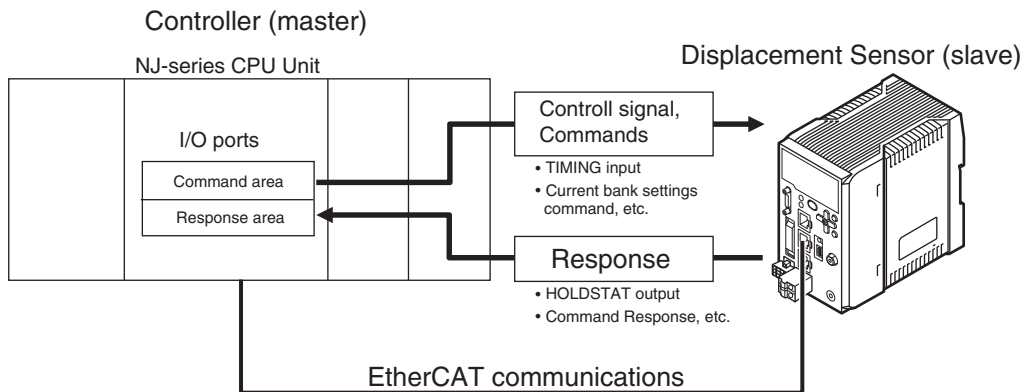 Controller (master)
NJ-series CPU Unit
Displacement Sensor (slave)
I/O ports
Command area
Response area
Controll signal,
Commands
• TIMING input
• Current bank settings
command, etc.
Response
• HOLDSTAT output
• Command Response, etc.
EtherCAT communications